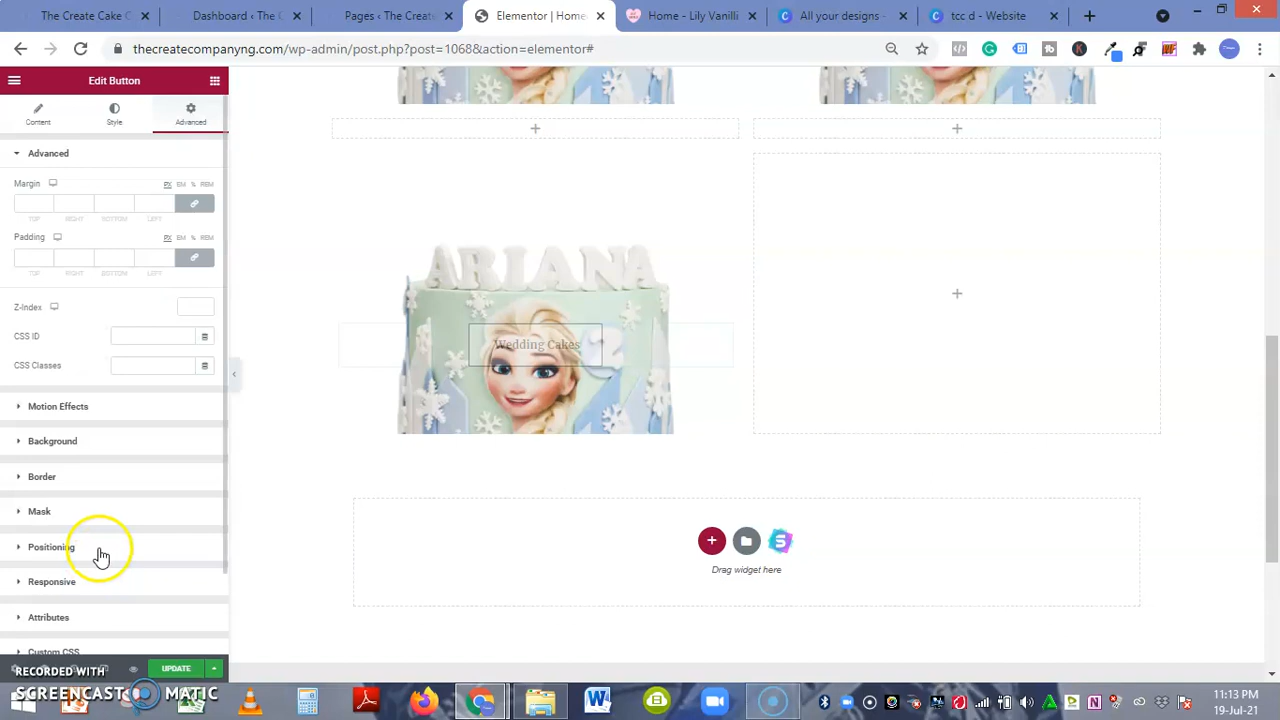 The Create Cake C
Dashboard ‹ The C
Pages ‹ The Create
Elementor | Home
Home - Lily Vanilli
All your designs -
tcc d - Website
thecreatecompanyng.com/wp-admin/post.php?post=1068&action=elementor#
Edit Button
Content
Style
Advanced
Advanced
Margin
PX EM % REM
TOP RIGHT BOTTOM LEFT
Padding
PX EM % REM
TOP RIGHT BOTTOM LEFT
Z-Index
CSS ID
CSS Classes
Motion Effects
Background
Border
Mask
Positioning
Responsive
Attributes
Custom CSS
UPDATE
ARIANA
Wedding Cakes
Drag widget here
RECORDED WITH
SCREENCAST MATIC
11:13 PM
19-Jul-21